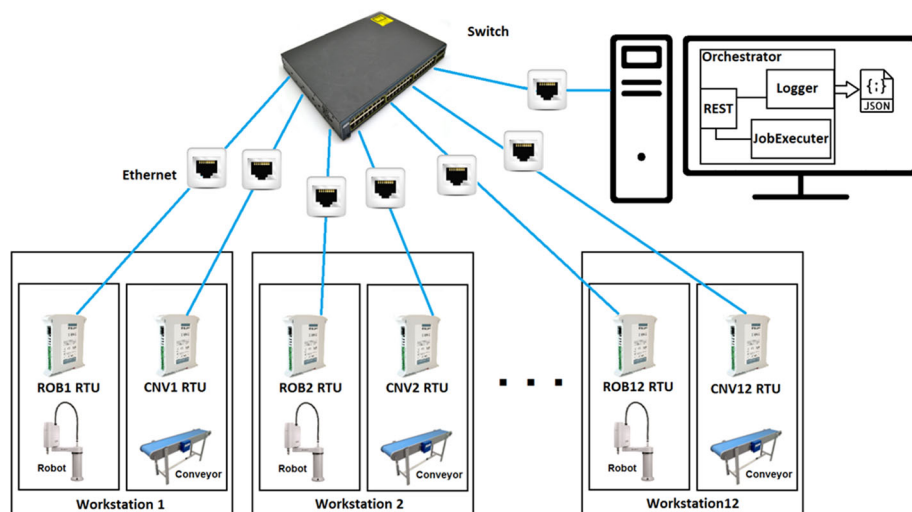 Switch
Orchestrator
REST
Logger
{;}
JSON
JobExecuter
Ethernet
ROB1 RTU
CNV1 RTU
ROB2 RTU
CNV2 RTU
ROB12 RTU
CNV12 RTU
Robot
Conveyor
Robot
Conveyor
Robot
Conveyor
Workstation 1
Workstation 2
Workstation12